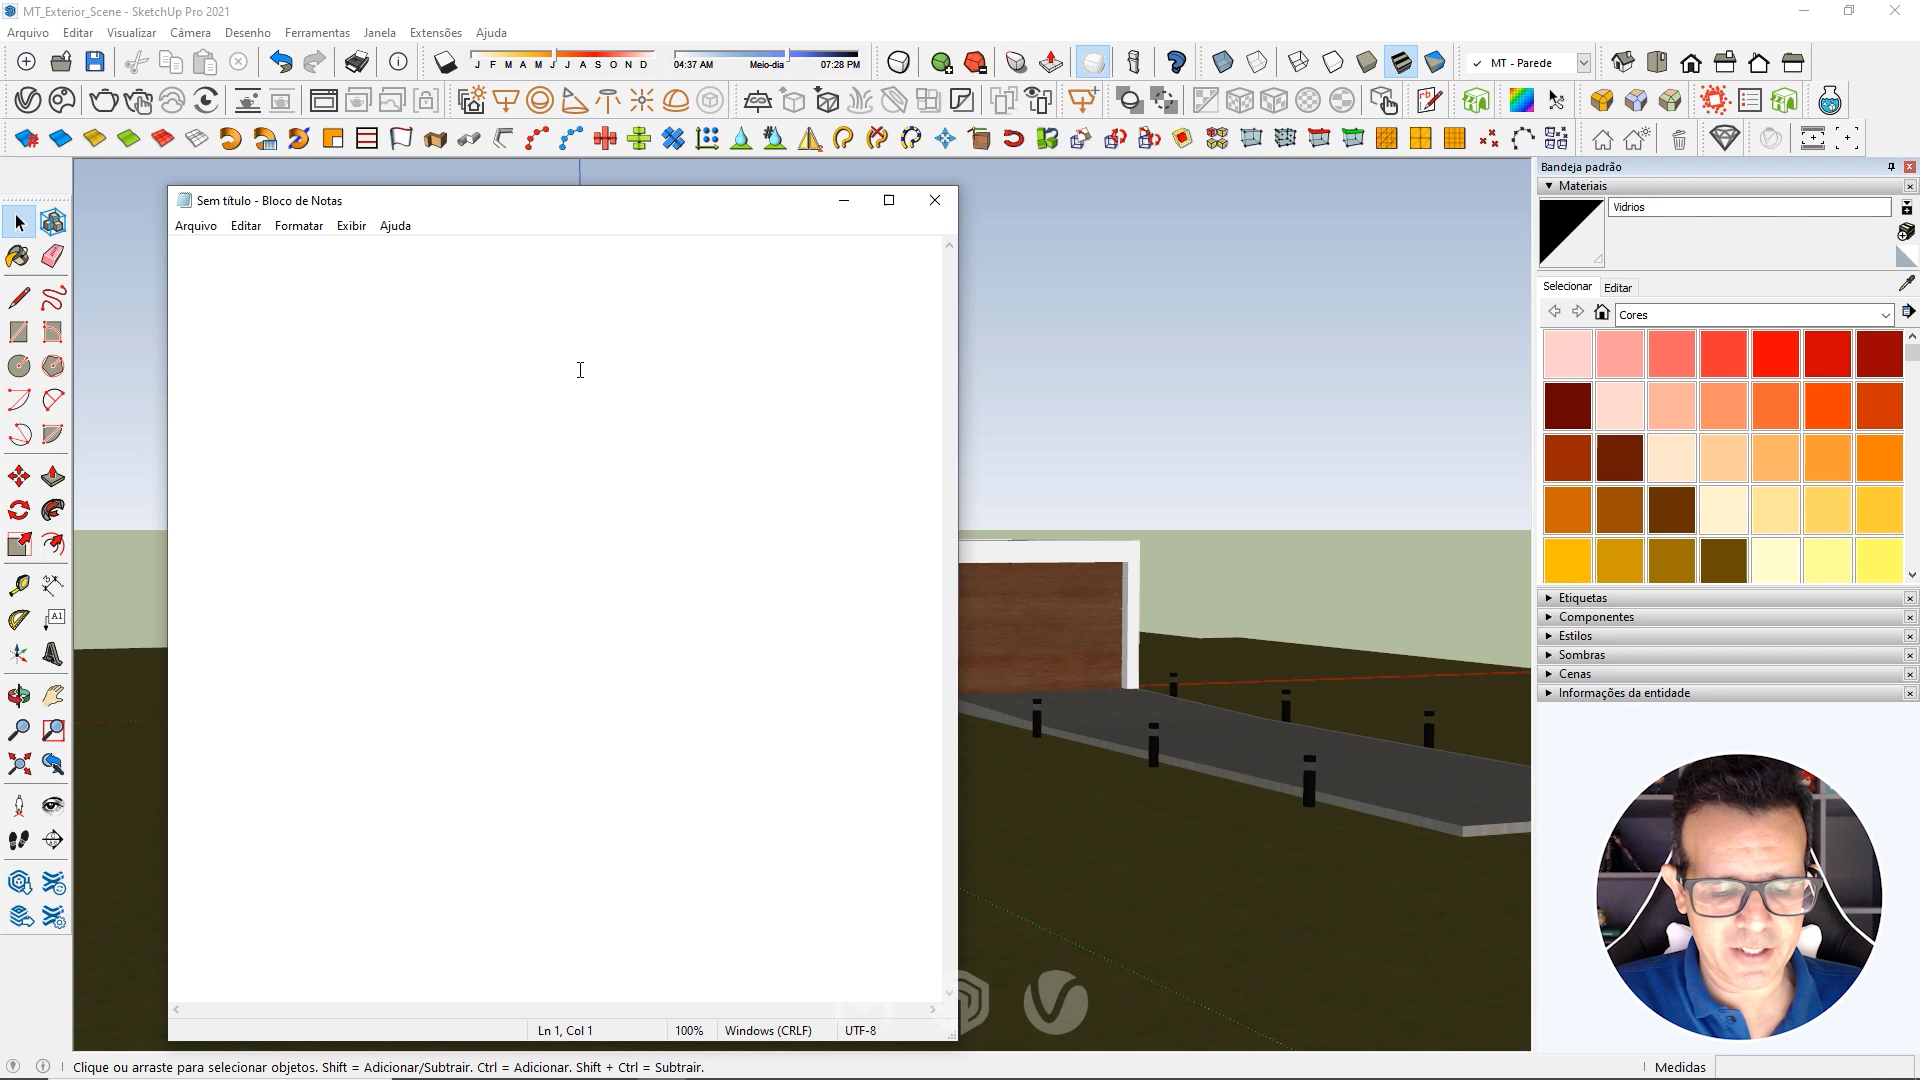 MT_Exterior_Scene - SketchUp Pro 2021
Arquivo Editar Visualizar Câmera Desenho Ferramentas Janela Extensões Ajuda
J F M A M J J A S O N D
04:37 AM Meio-dia 07:28 PM
MT - Parede
Bandeja padrão
Materiais
Vidrios
Selecionar Editar
Cores
Etiquetas
Componentes
Estilos
Sombras
Cenas
Informações da entidade
Sem título - Bloco de Notas
Arquivo Editar Formatar Exibir Ajuda
Ln 1, Col 1 100% Windows (CRLF) UTF-8
Clique ou arraste para selecionar objetos. Shift = Adicionar/Subtrair. Ctrl = Adicionar. Shift + Ctrl = Subtrair.
Medidas